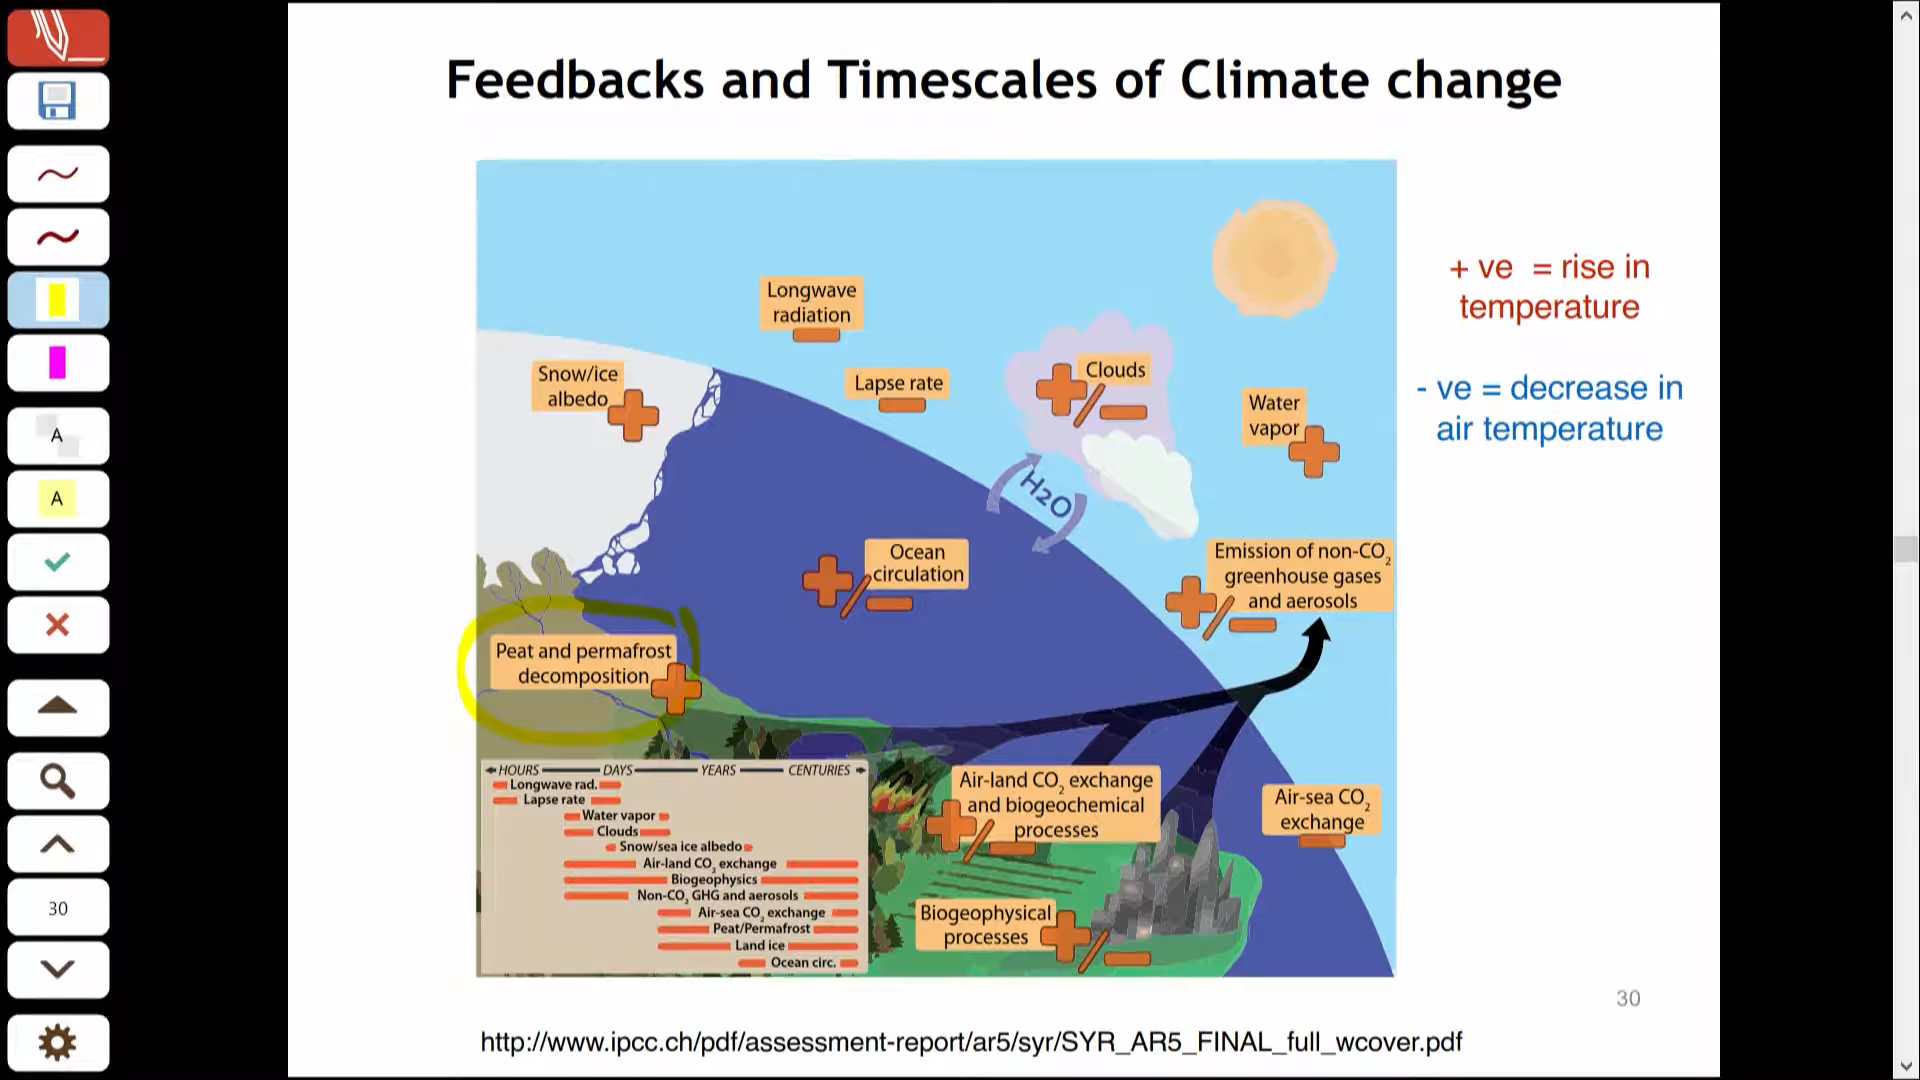 Feedbacks and Timescales of Climate change
Longwave
radiation
Snow/ice
albedo
Lapse rate
Clouds
Water
vapor
+ ve = rise in
temperature
- ve = decrease in
air temperature
H2O
Ocean
circulation
Emission of non-CO₂
greenhouse gases
and aerosols
Peat and permafrost
decomposition
HOURS DAYS YEARS CENTURIES
Longwave rad.
Lapse rate
Water vapor
Clouds
Snow/sea ice albedo
Air-land CO₂ exchange
Biogeophysics
Non-CO₂ GHG and aerosols
Air-sea CO₂ exchange
Peat/Permafrost
Land ice
Ocean circ.
Air-land CO₂ exchange
and biogeochemical
processes
Air-sea CO₂
exchange
Biogeophysical
processes
30
http://www.ipcc.ch/pdf/assessment-report/ar5/syr/SYR_AR5_FINAL_full_wcover.pdf
A
A
30